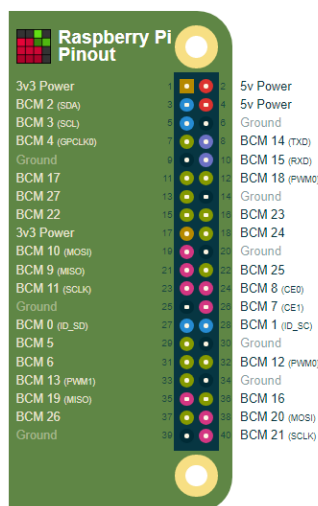 Raspberry Pi
Pinout
3v3 Power 1 2 5v Power
BCM 2 (SDA) 3 4 5v Power
BCM 3 (SCL) 5 6 Ground
BCM 4 (GPCLK0) 7 8 BCM 14 (TXD)
Ground 9 10 BCM 15 (RXD)
BCM 17 11 12 BCM 18 (PWM0)
BCM 27 13 14 Ground
BCM 22 15 16 BCM 23
3v3 Power 17 18 BCM 24
BCM 10 (MOSI) 19 20 Ground
BCM 9 (MISO) 21 22 BCM 25
BCM 11 (SCLK) 23 24 BCM 8 (CE0)
Ground 25 26 BCM 7 (CE1)
BCM 0 (ID_SD) 27 28 BCM 1 (ID_SC)
BCM 5 29 30 Ground
BCM 6 31 32 BCM 12 (PWM0)
BCM 13 (PWM1) 33 34 Ground
BCM 19 (MISO) 35 36 BCM 16
BCM 26 37 38 BCM 20 (MOSI)
Ground 39 40 BCM 21 (SCLK)